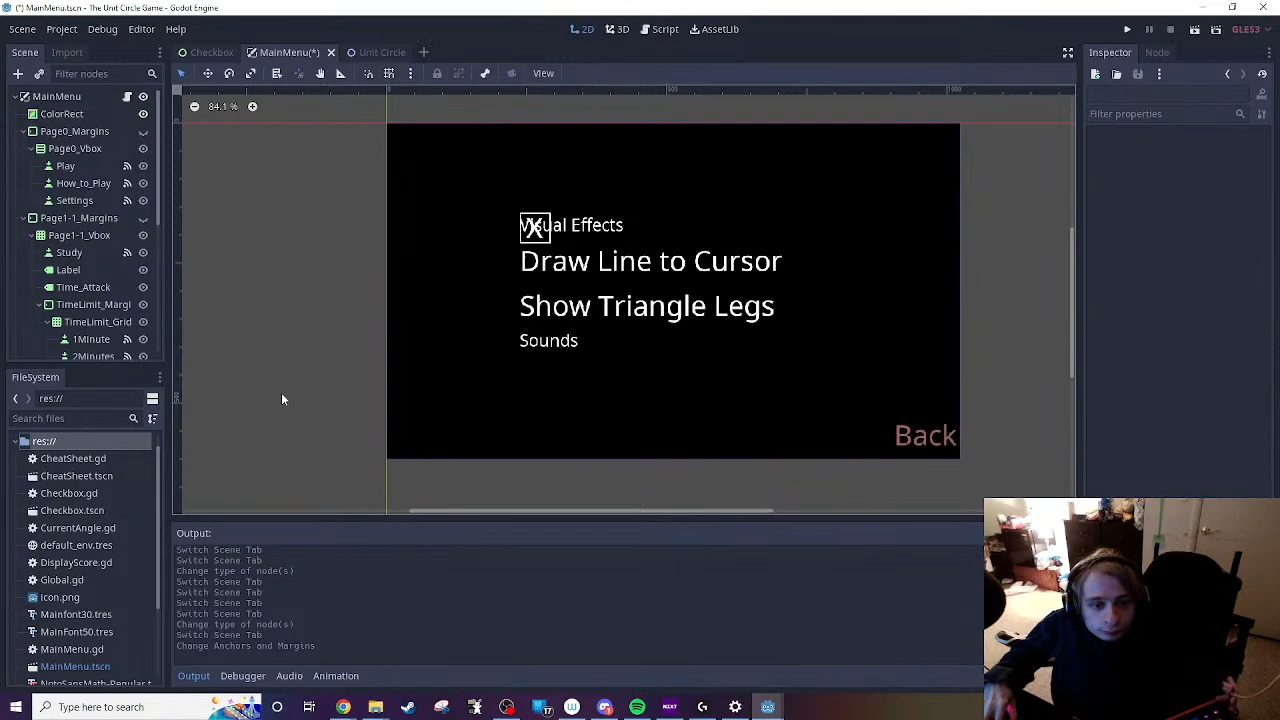 (*) MainMenu.tscn - The Unit Circle Game - Godot Engine
Scene Project Debug Editor Help
2D 3D Script AssetLib
GLES3
Scene Import
Checkbox MainMenu(*) Unit Circle
Inspector Node
Filter nodes
View
MainMenu
84.1 %
0 500 1000
ColorRect
Filter properties
Page0_Margins
Page0_Vbox
Play
How_to_Play
Settings
Page1-1_Margins
Page1-1_Vbox
Study
Label
Time_Attack
TimeLimit_Margi
TimeLimit_Grid
1Minute
2Minutes
X
Visual Effects
Draw Line to Cursor
Show Triangle Legs
Sounds
Back
FileSystem
res://
Search files
res://
CheatSheet.gd
CheatSheet.tscn
Checkbox.gd
Checkbox.tscn
CurrentAngle.gd
default_env.tres
DisplayScore.gd
Global.gd
icon.png
Mainfont30.tres
MainFont50.tres
MainMenu.gd
MainMenu.tscn
NotoSansMath-Regular.t
Output:
Switch Scene Tab
Switch Scene Tab
Change type of node(s)
Switch Scene Tab
Switch Scene Tab
Switch Scene Tab
Switch Scene Tab
Change type of node(s)
Switch Scene Tab
Change Anchors and Margins
Output Debugger Audio Animation
Type here to search